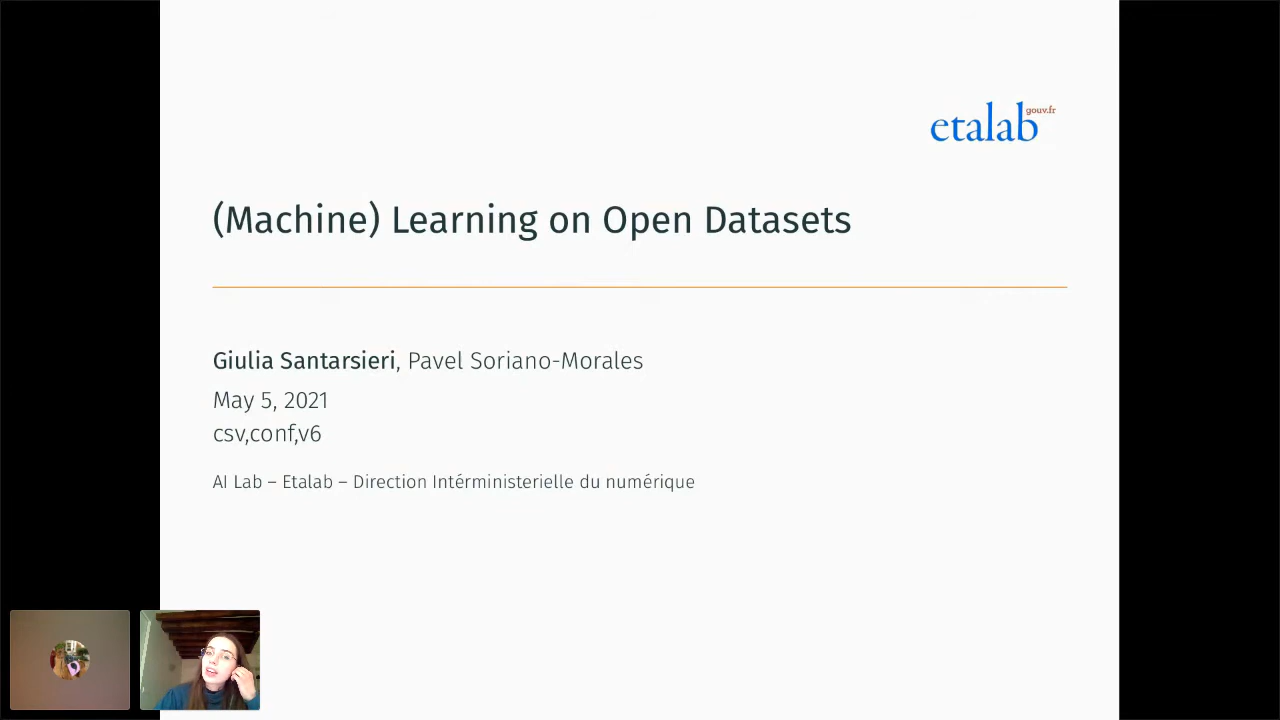 etalab gouv.fr
(Machine) Learning on Open Datasets
Giulia Santarsieri, Pavel Soriano-Morales
May 5, 2021
csv,conf,v6
AI Lab – Etalab – Direction Intérministerielle du numérique